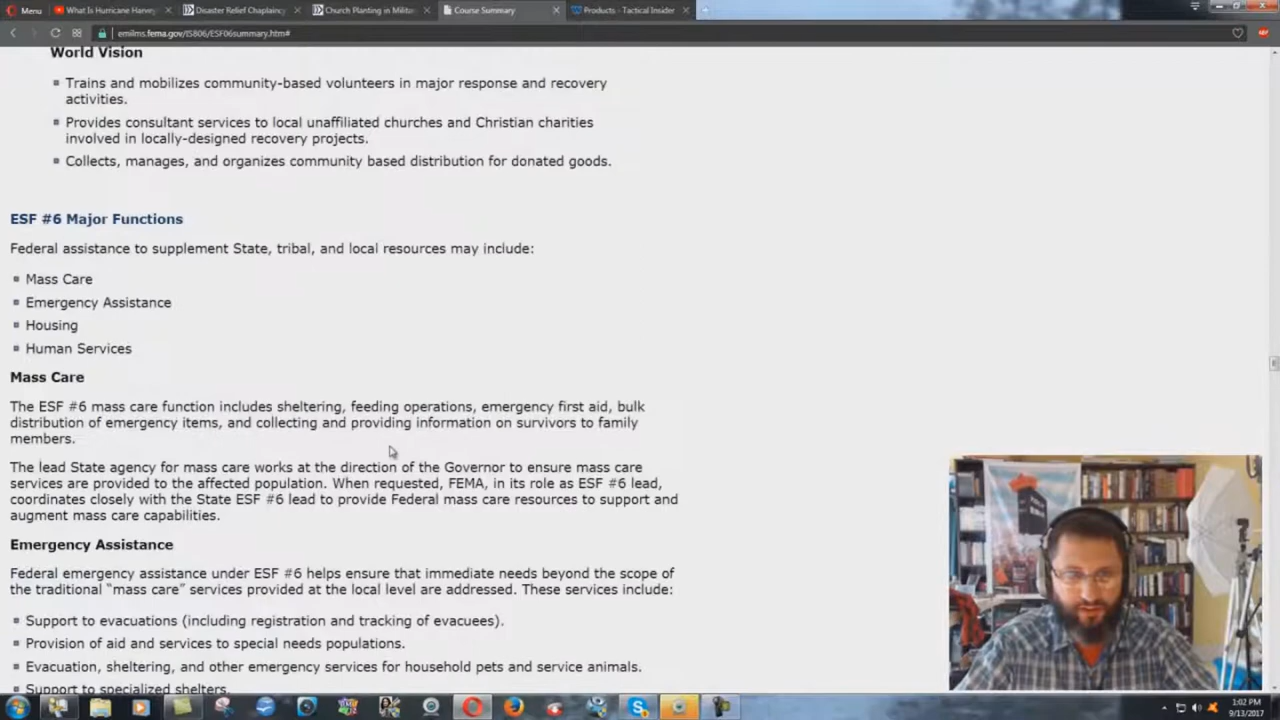 Menu
What Is Hurricane Harvey
Disaster Relief Chaplaincy
Church Planting in Milita
Course Summary
Products - Tactical Insider
emilms.fema.gov/IS806/ESF06summary.htm#
World Vision
Trains and mobilizes community-based volunteers in major response and recovery
activities.
Provides consultant services to local unaffiliated churches and Christian charities
involved in locally-designed recovery projects.
Collects, manages, and organizes community based distribution for donated goods.
ESF #6 Major Functions
Federal assistance to supplement State, tribal, and local resources may include:
Mass Care
Emergency Assistance
Housing
Human Services
Mass Care
The ESF #6 mass care function includes sheltering, feeding operations, emergency first aid, bulk
distribution of emergency items, and collecting and providing information on survivors to family
members.
The lead State agency for mass care works at the direction of the Governor to ensure mass care
services are provided to the affected population. When requested, FEMA, in its role as ESF #6 lead,
coordinates closely with the State ESF #6 lead to provide Federal mass care resources to support and
augment mass care capabilities.
Emergency Assistance
Federal emergency assistance under ESF #6 helps ensure that immediate needs beyond the scope of
the traditional “mass care” services provided at the local level are addressed. These services include:
Support to evacuations (including registration and tracking of evacuees).
Provision of aid and services to special needs populations.
Evacuation, sheltering, and other emergency services for household pets and service animals.
Support to specialized shelters.
1:02 PM
9/13/2017